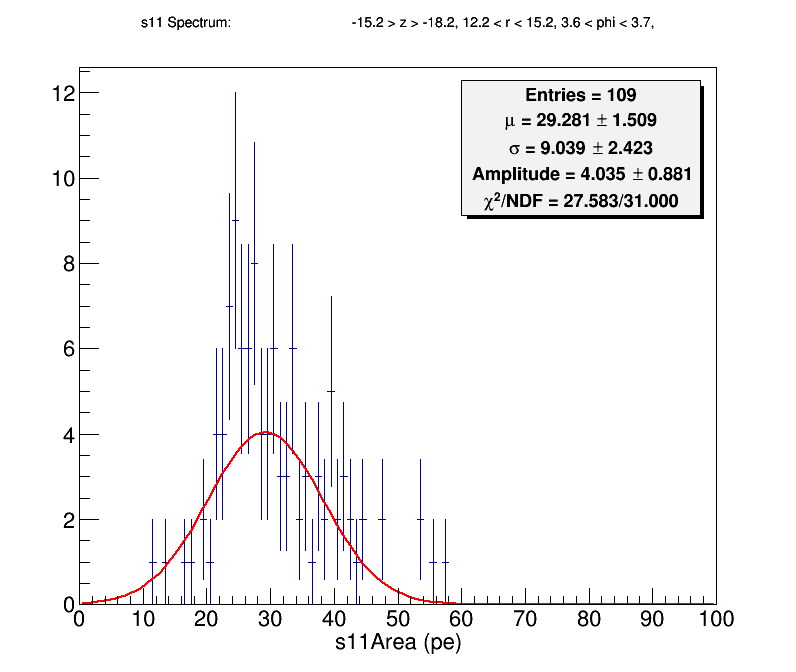 s11 Spectrum: -15.2 > z > -18.2, 12.2 < r < 15.2, 3.6 < phi < 3.7,
Entries = 109
μ = 29.281 ± 1.509
σ = 9.039 ± 2.423
Amplitude = 4.035 ± 0.881
χ²/NDF = 27.583/31.000
12
10
8
6
4
2
0
0 10 20 30 40 50 60 70 80 90 100
s11Area (pe)